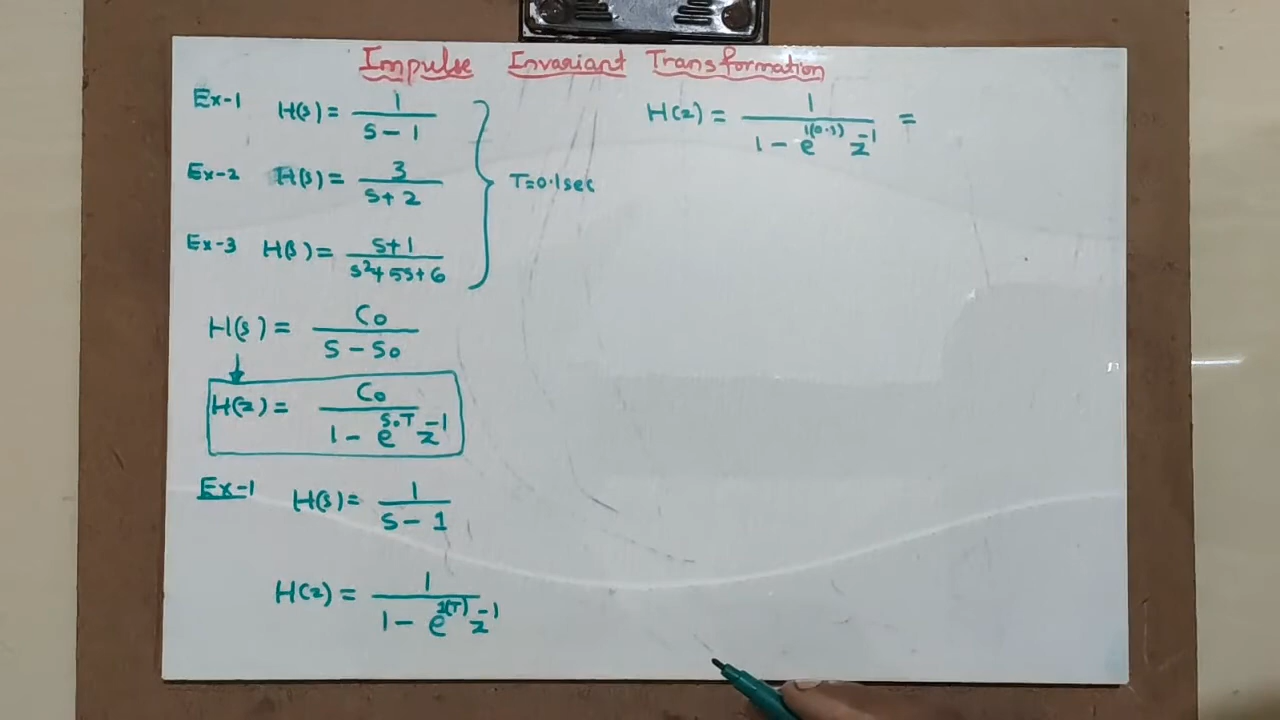 Impulse Invariant Transformation
Ex-1 H(s) = 1 / (s - 1)
Ex-2 H(s) = 3 / (s + 2)
Ex-3 H(s) = (s+1) / (s²+5s+6)
T=0.1sec
H(s) = C₀ / (s - s₀)
H(z) = C₀ / (1 - e^(s₀T) z⁻¹)
Ex-1 H(s) = 1 / (s - 1)
H(z) = 1 / (1 - e^(1(T)) z⁻¹)
H(z) = 1 / (1 - e^(1(0.1)) z⁻¹) =